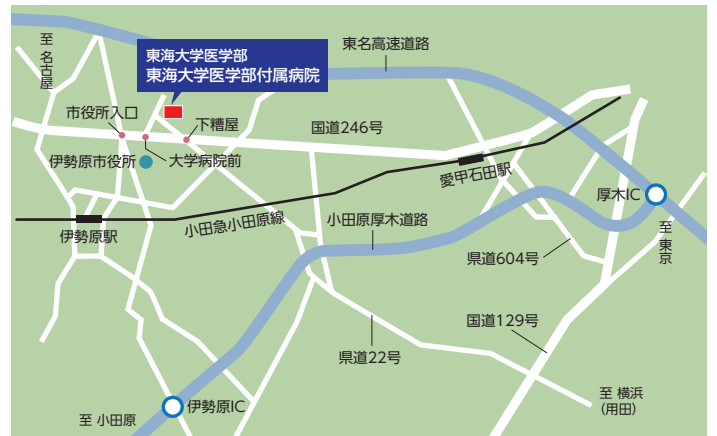 至 名古屋
東海大学医学部
東海大学医学部付属病院
東名高速道路
市役所入口
下糟屋
国道246号
伊勢原市役所
大学病院前
愛甲石田駅
厚木IC
小田急小田原線
小田原厚木道路
伊勢原駅
至 東京
県道604号
国道129号
県道22号
至 横浜
(用田)
伊勢原IC
至 小田原